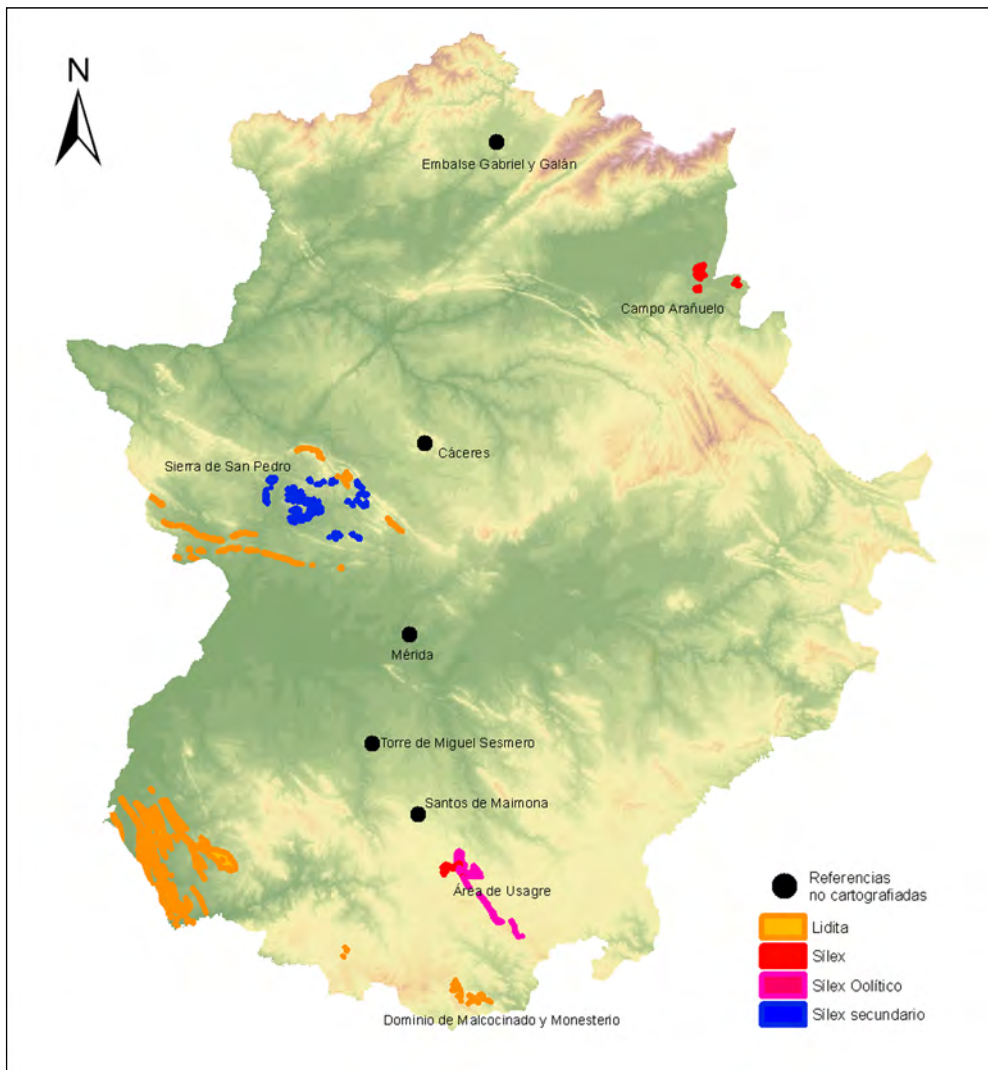 N
Embalse Gabriel y Galán
Campo Arañuelo
Cáceres
Sierra de San Pedro
Mérida
Torre de Miguel Sesmero
Santos de Maimona
Área de Usagre
Dominio de Malcocinado y Monesterio
Referencias
no cartografiadas
Lidita
Sílex
Sílex Oolítico
Sílex secundario